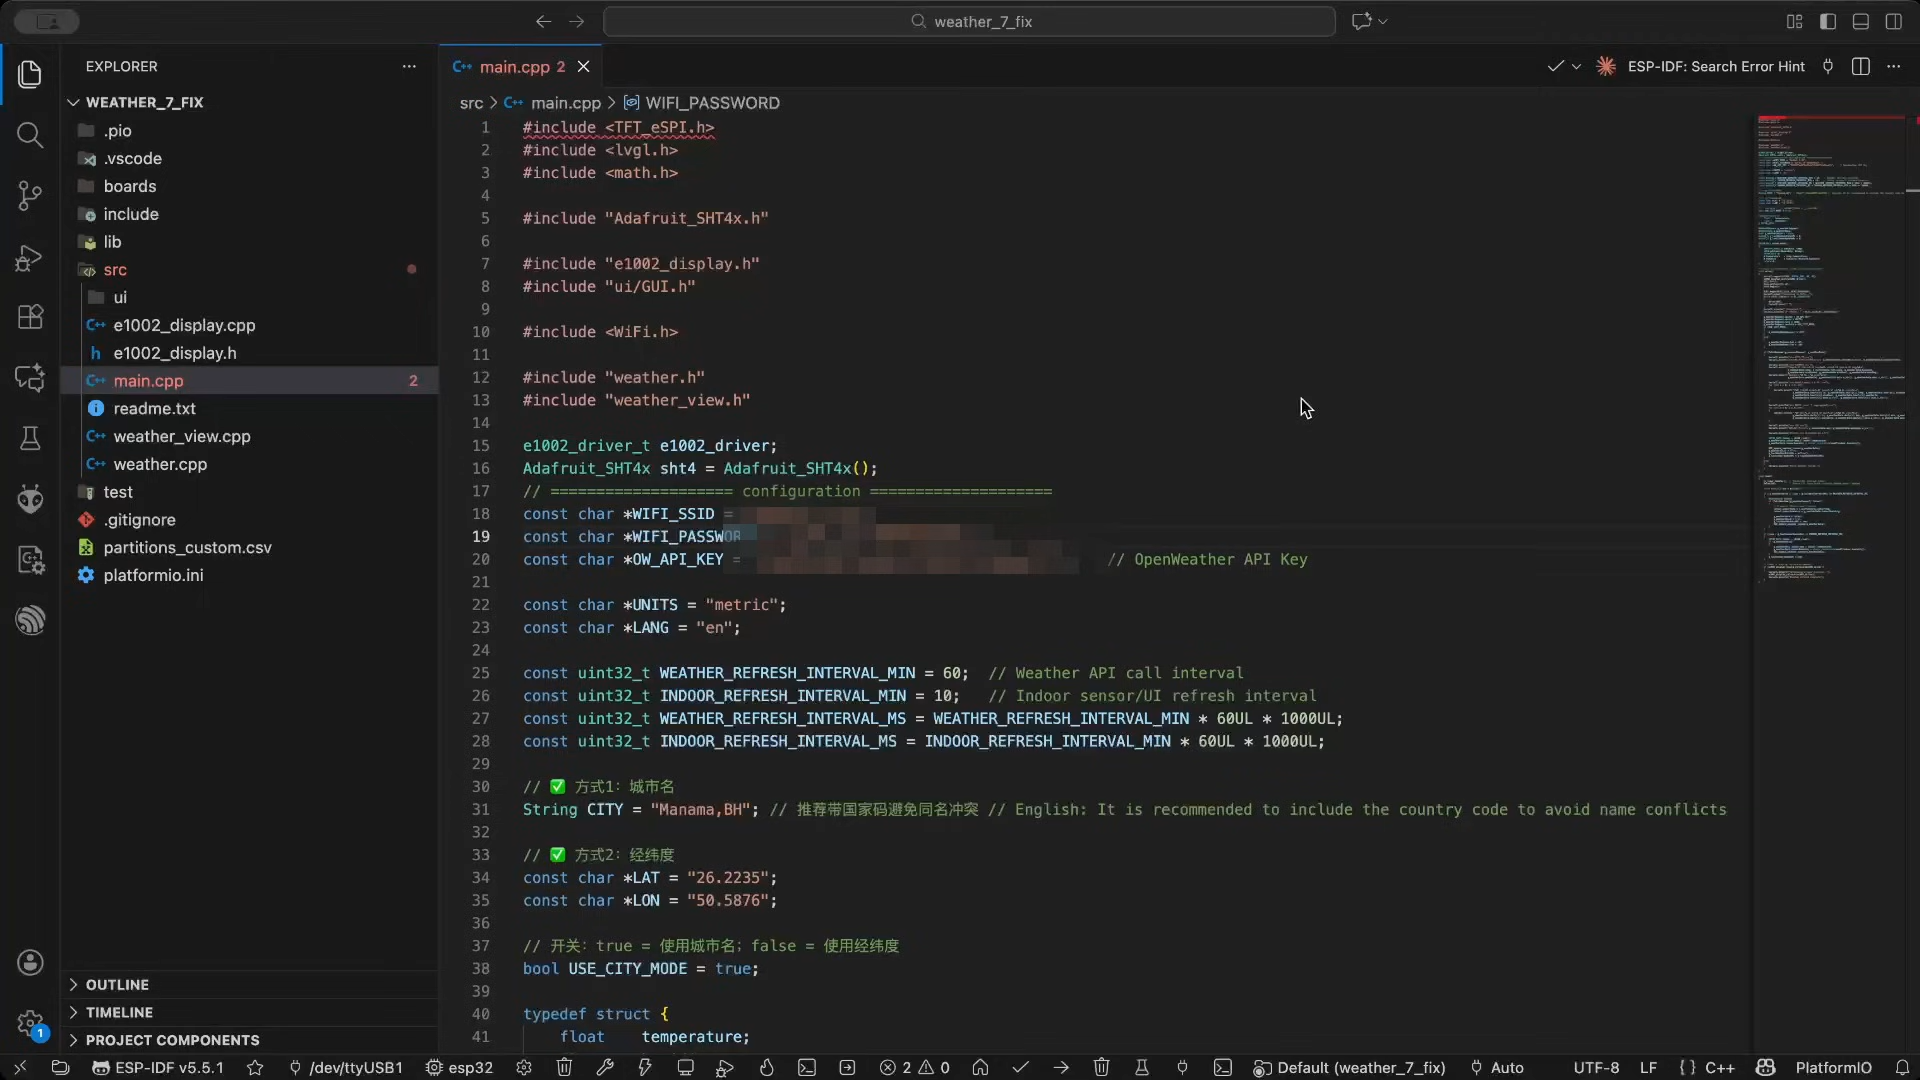 weather_7_fix
EXPLORER
WEATHER_7_FIX
.pio
.vscode
boards
include
lib
src
ui
e1002_display.cpp
e1002_display.h
main.cpp 2
readme.txt
weather_view.cpp
weather.cpp
test
.gitignore
partitions_custom.csv
platformio.ini
OUTLINE
TIMELINE
PROJECT COMPONENTS
main.cpp 2
ESP-IDF: Search Error Hint
src > main.cpp > WIFI_PASSWORD
1 #include <TFT_eSPI.h>
2 #include <lvgl.h>
3 #include <math.h>
4
5 #include "Adafruit_SHT4x.h"
6
7 #include "e1002_display.h"
8 #include "ui/GUI.h"
9
10 #include <WiFi.h>
11
12 #include "weather.h"
13 #include "weather_view.h"
14
15 e1002_driver_t e1002_driver;
16 Adafruit_SHT4x sht4 = Adafruit_SHT4x();
17 // ==================== configuration ====================
18 const char *WIFI_SSID =
19 const char *WIFI_PASSWOR
20 const char *OW_API_KEY = // OpenWeather API Key
21
22 const char *UNITS = "metric";
23 const char *LANG = "en";
24
25 const uint32_t WEATHER_REFRESH_INTERVAL_MIN = 60; // Weather API call interval
26 const uint32_t INDOOR_REFRESH_INTERVAL_MIN = 10; // Indoor sensor/UI refresh interval
27 const uint32_t WEATHER_REFRESH_INTERVAL_MS = WEATHER_REFRESH_INTERVAL_MIN * 60UL * 1000UL;
28 const uint32_t INDOOR_REFRESH_INTERVAL_MS = INDOOR_REFRESH_INTERVAL_MIN * 60UL * 1000UL;
29
30 // ✅ 方式1: 城市名
31 String CITY = "Manama,BH"; // 推荐带国家码避免同名冲突 // English: It is recommended to include the country code to avoid name conflicts
32
33 // ✅ 方式2: 经纬度
34 const char *LAT = "26.2235";
35 const char *LON = "50.5876";
36
37 // 开关: true = 使用城市名; false = 使用经纬度
38 bool USE_CITY_MODE = true;
39
40 typedef struct {
41 float temperature;
1 ESP-IDF v5.5.1 /dev/ttyUSB1 esp32 2 0 Default (weather_7_fix) Auto UTF-8 LF {} C++ PlatformIO